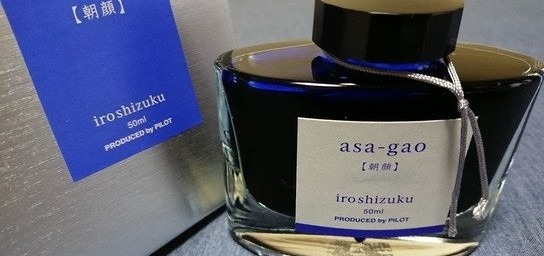 【朝顔】
iroshizuku
50ml
PRODUCED by PILOT
asa-gao
【朝顔】
iroshizuku
50ml
PRODUCED by PILOT